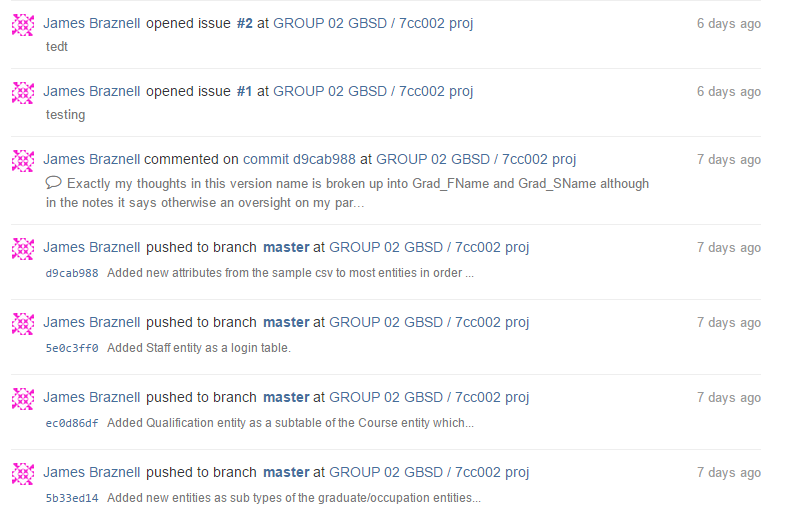 James Braznell opened issue #2 at GROUP 02 GBSD / 7cc002 proj 6 days ago
tedt
James Braznell opened issue #1 at GROUP 02 GBSD / 7cc002 proj 6 days ago
testing
James Braznell commented on commit d9cab988 at GROUP 02 GBSD / 7cc002 proj 7 days ago
Exactly my thoughts in this version name is broken up into Grad_FName and Grad_SName although
in the notes it says otherwise an oversight on my par...
James Braznell pushed to branch master at GROUP 02 GBSD / 7cc002 proj 7 days ago
d9cab988 Added new attributes from the sample csv to most entities in order ...
James Braznell pushed to branch master at GROUP 02 GBSD / 7cc002 proj 7 days ago
5e0c3ff0 Added Staff entity as a login table.
James Braznell pushed to branch master at GROUP 02 GBSD / 7cc002 proj 7 days ago
ec0d86df Added Qualification entity as a subtable of the Course entity which...
James Braznell pushed to branch master at GROUP 02 GBSD / 7cc002 proj 7 days ago
5b33ed14 Added new entities as sub types of the graduate/occupation entities...